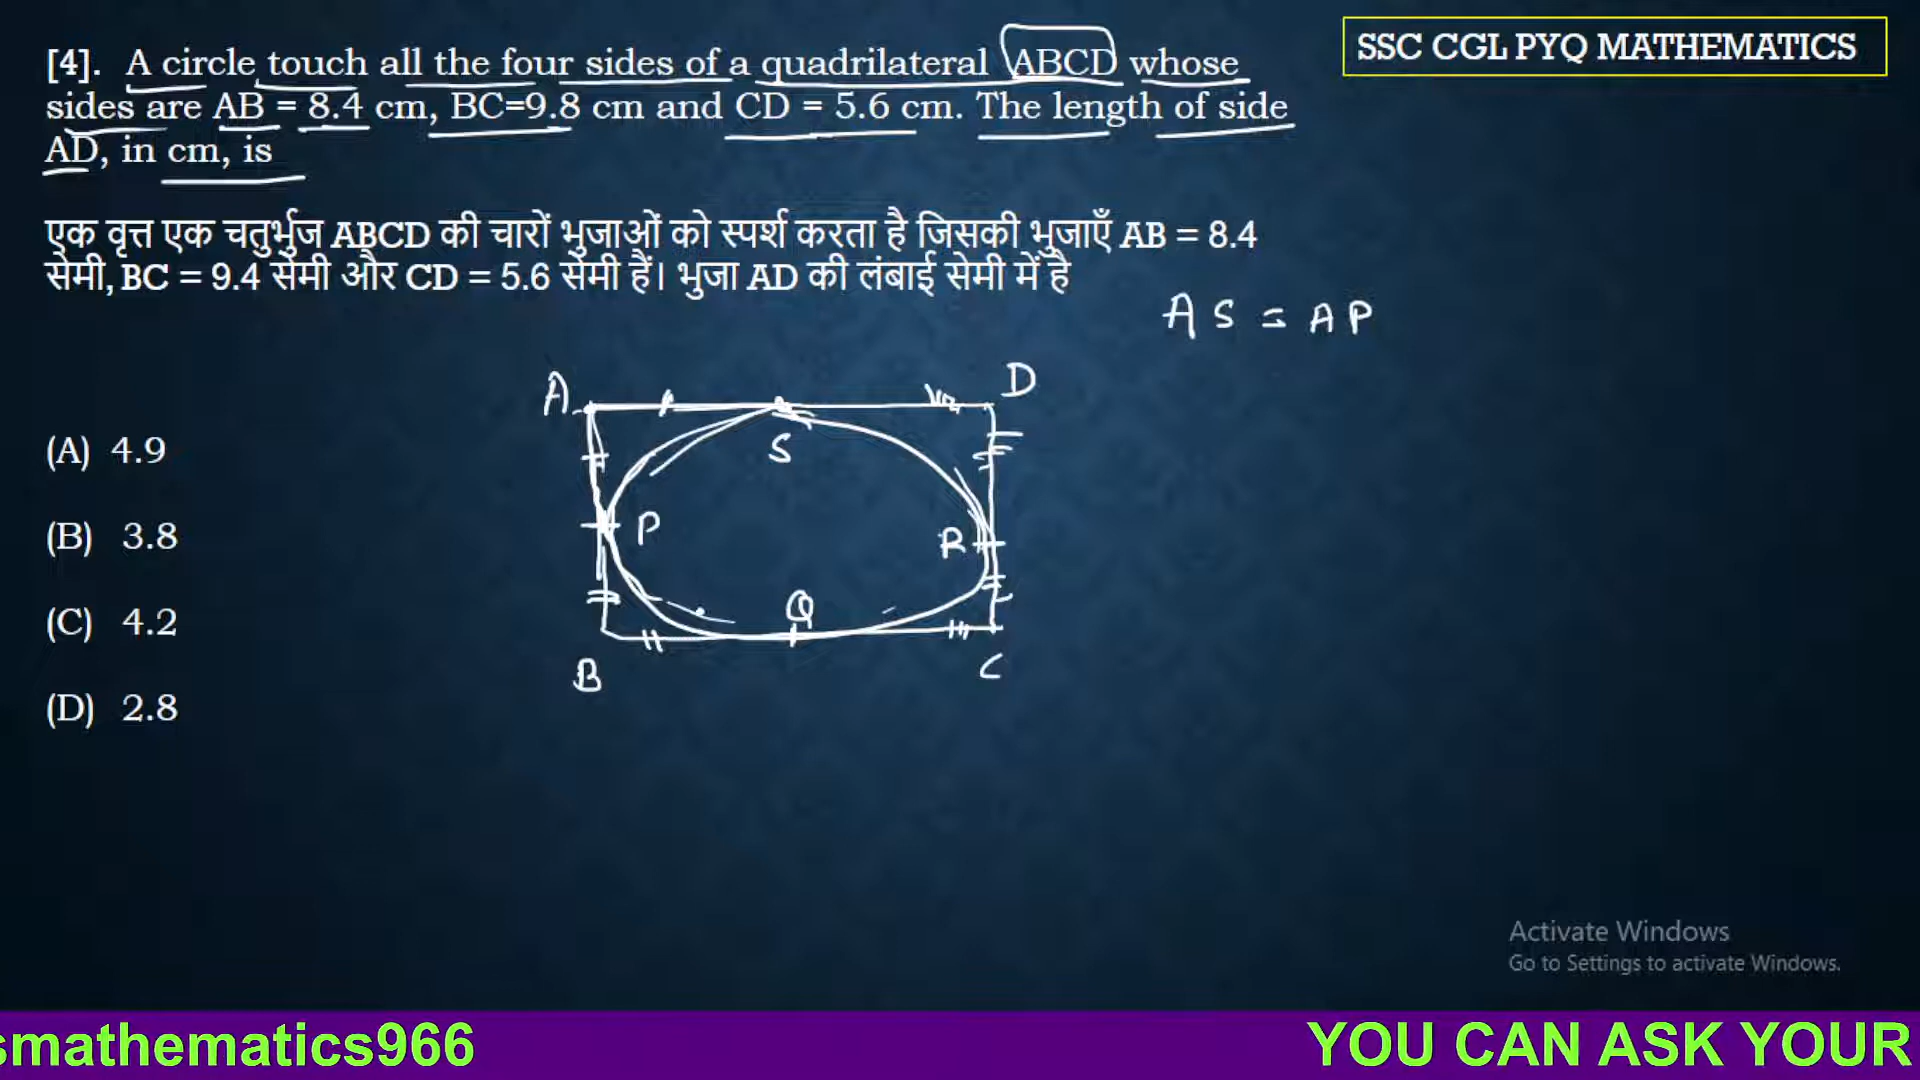 [4]. A circle touch all the four sides of a quadrilateral ABCD whose
sides are AB = 8.4 cm, BC=9.8 cm and CD = 5.6 cm. The length of side
AD, in cm, is
SSC CGL PYQ MATHEMATICS
एक वृत्त एक चतुर्भुज ABCD की चारों भुजाओं को स्पर्श करता है जिसकी भुजाएँ AB = 8.4
सेमी, BC = 9.4 सेमी और CD = 5.6 सेमी हैं। भुजा AD की लंबाई सेमी में है
AS = AP
A
D
S
P
R
Q
B
C
(A) 4.9
(B) 3.8
(C) 4.2
(D) 2.8
Activate Windows
Go to Settings to activate Windows.
smathematics966
YOU CAN ASK YOUR